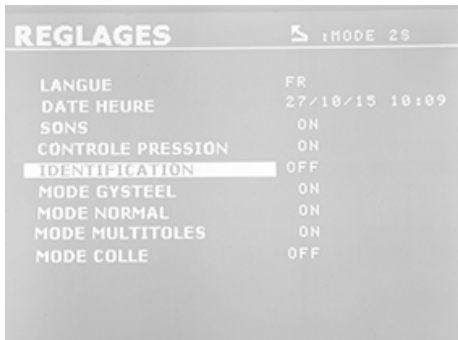 REGLAGES :MODE 2S
LANGUE FR
DATE HEURE 27/10/15 10:09
SONS ON
CONTROLE PRESSION ON
IDENTIFICATION OFF
MODE GYSTEEL ON
MODE NORMAL ON
MODE MULTITOLES ON
MODE COLLE OFF